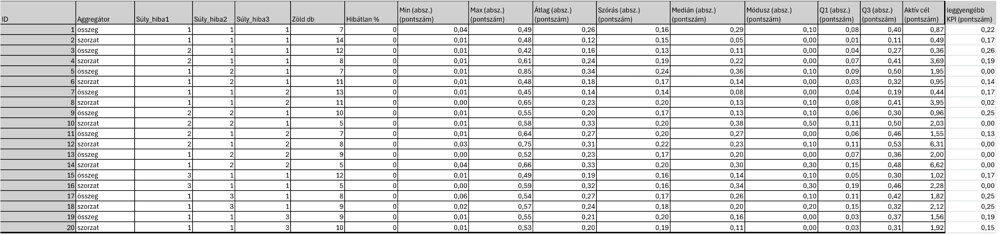 ID Aggregátor Súly_hiba1 Súly_hiba2 Súly_hiba3 Zöld db Hibátlan % Min (absz.) (pontszám) Max (absz.) (pontszám) Átlag (absz.) (pontszám) Szórás (absz.) (pontszám) Medián (absz.) (pontszám) Módusz (absz.) (pontszám) Q1 (absz.) (pontszám) Q3 (absz.) (pontszám) Aktív cél (pontszám) leggyengébb KPI (pontszám)
1 összeg 1 1 1 7 0 0,04 0,49 0,26 0,16 0,29 0,10 0,08 0,40 0,87 0,22
2 szorzat 1 1 1 14 0 0,01 0,48 0,12 0,15 0,05 0,00 0,01 0,11 0,49 0,17
3 összeg 2 1 1 12 0 0,01 0,42 0,16 0,13 0,11 0,00 0,04 0,27 0,36 0,26
4 szorzat 2 1 1 8 0 0,01 0,61 0,24 0,19 0,22 0,00 0,07 0,41 3,69 0,19
5 összeg 1 2 1 7 0 0,01 0,85 0,34 0,24 0,36 0,10 0,09 0,50 1,95 0,00
6 szorzat 1 2 1 11 0 0,01 0,48 0,18 0,17 0,14 0,00 0,03 0,32 0,95 0,14
7 összeg 1 1 2 13 0 0,01 0,45 0,14 0,14 0,08 0,00 0,04 0,19 0,44 0,17
8 szorzat 1 1 2 11 0 0,00 0,65 0,23 0,20 0,13 0,10 0,08 0,41 3,95 0,02
9 összeg 2 2 1 10 0 0,01 0,55 0,20 0,17 0,13 0,10 0,06 0,30 0,96 0,25
10 szorzat 2 2 1 5 0 0,01 0,58 0,33 0,20 0,38 0,50 0,11 0,50 2,03 0,00
11 összeg 2 1 2 7 0 0,01 0,64 0,27 0,20 0,27 0,00 0,06 0,46 1,55 0,13
12 szorzat 2 1 2 8 0 0,03 0,75 0,31 0,22 0,23 0,10 0,11 0,53 6,31 0,00
13 összeg 1 2 2 9 0 0,00 0,52 0,23 0,17 0,20 0,00 0,07 0,36 2,00 0,00
14 szorzat 1 2 2 5 0 0,04 0,66 0,33 0,20 0,30 0,30 0,15 0,48 6,62 0,00
15 összeg 3 1 1 12 0 0,01 0,49 0,19 0,16 0,14 0,10 0,05 0,30 1,02 0,17
16 szorzat 3 1 1 5 0 0,00 0,59 0,32 0,16 0,34 0,30 0,19 0,46 2,28 0,00
17 összeg 1 3 1 8 0 0,06 0,54 0,27 0,17 0,26 0,10 0,11 0,42 1,82 0,25
18 szorzat 1 3 1 9 0 0,02 0,57 0,24 0,18 0,20 0,20 0,15 0,32 2,12 0,25
19 összeg 1 1 3 9 0 0,01 0,55 0,21 0,20 0,16 0,00 0,03 0,37 1,56 0,19
20 szorzat 1 1 3 10 0 0,01 0,53 0,20 0,19 0,11 0,00 0,03 0,31 1,92 0,15